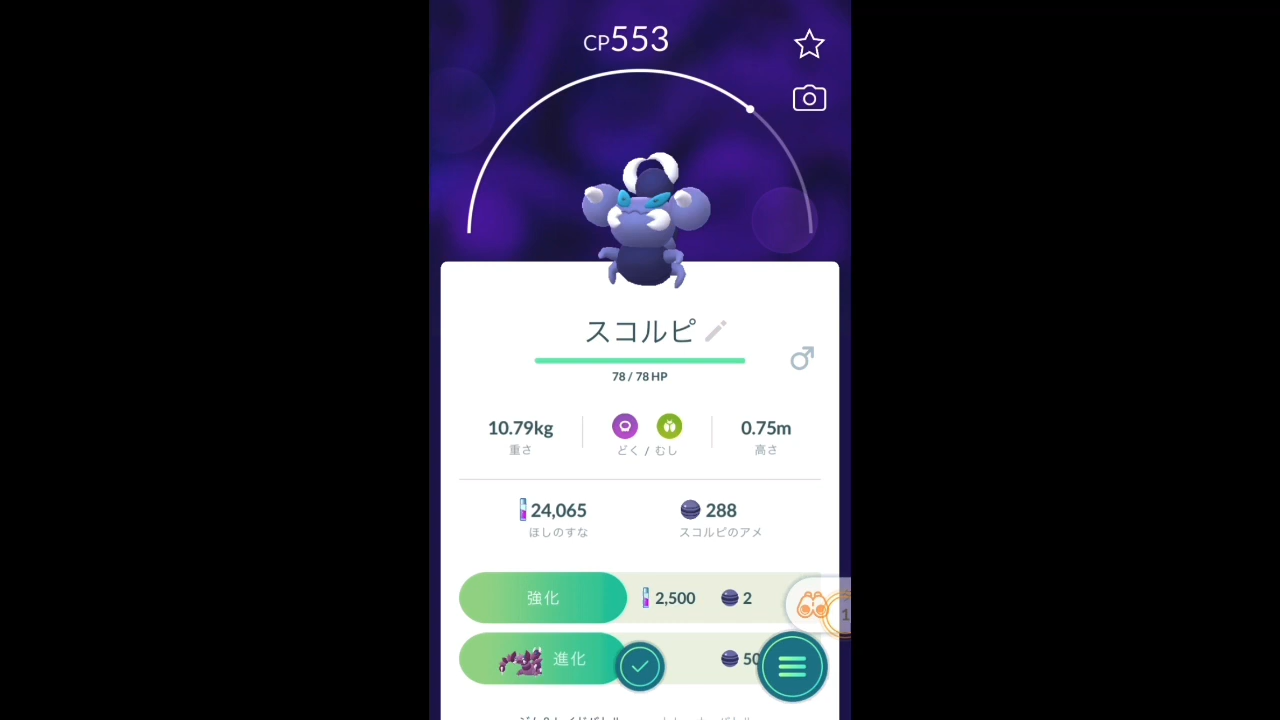 CP553
スコルピ
78 / 78 HP
10.79kg
0.75m
重さ
どく / むし
高さ
24,065
288
ほしのすな
スコルピのアメ
強化
2,500
2
1
進化
50